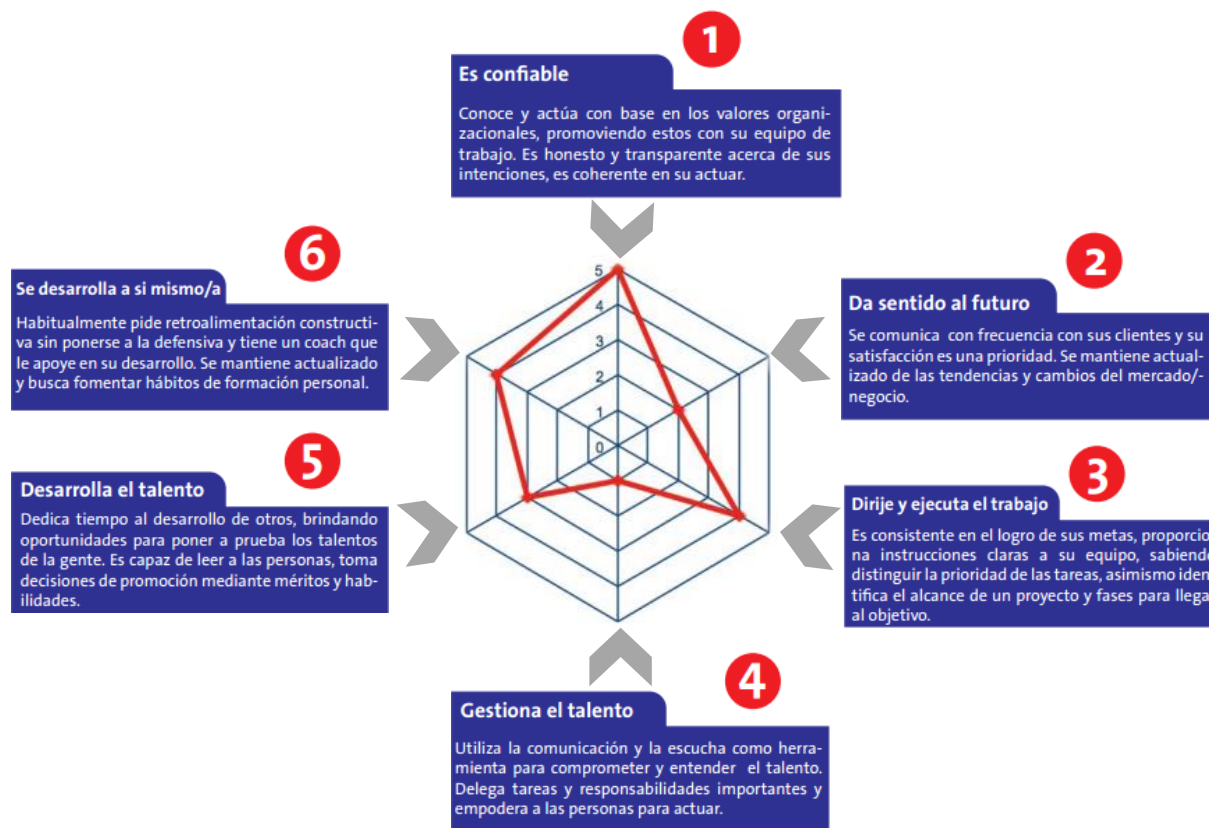 1
Es confiable
Conoce y actúa con base en los valores organi-
zacionales, promoviendo estos con su equipo de
trabajo. Es honesto y transparente acerca de sus
intenciones, es coherente en su actuar.
2
Da sentido al futuro
Se comunica con frecuencia con sus clientes y su
satisfacción es una prioridad. Se mantiene actual-
izado de las tendencias y cambios del mercado/-
negocio.
3
Dirije y ejecuta el trabajo
Es consistente en el logro de sus metas, proporcio
na instrucciones claras a su equipo, sabiend
distinguir la prioridad de las tareas, asimismo iden
tifica el alcance de un proyecto y fases para llega
al objetivo.
4
Gestiona el talento
Utiliza la comunicación y la escucha como herra-
mienta para comprometer y entender el talento.
Delega tareas y responsabilidades importantes y
empodera a las personas para actuar.
5
Desarrolla el talento
Dedica tiempo al desarrollo de otros, brindando
oportunidades para poner a prueba los talentos
de la gente. Es capaz de leer a las personas, toma
decisiones de promoción mediante méritos y hab-
ilidades.
6
Se desarrolla a si mismo/a
Habitualmente pide retroalimentación constructi-
va sin ponerse a la defensiva y tiene un coach que
le apoye en su desarrollo. Se mantiene actualizado
y busca fomentar hábitos de formación personal.
5
4
3
2
1
0